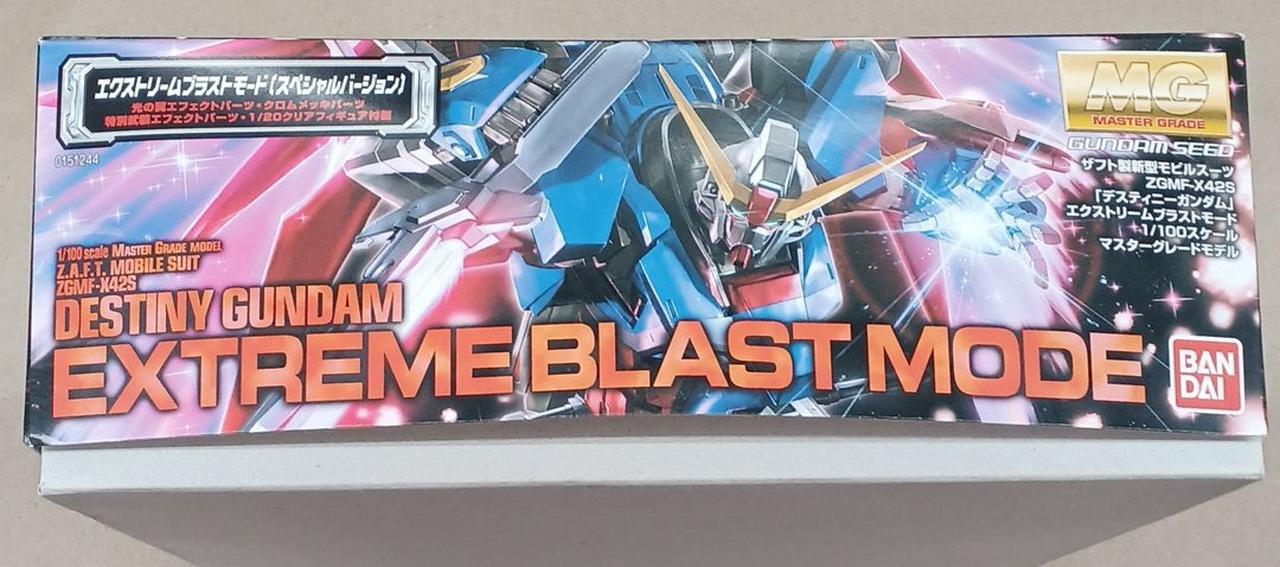 エクストリームブラストモード(スペシャルバージョン)
光の翼エフェクトパーツ・クロムメッキパーツ
特別武装エフェクトパーツ・1/20クリアフィギュア付属
0151244
1/100 scale MASTER GRADE MODEL
Z.A.F.T. MOBILE SUIT
ZGMF-X42S
DESTINY GUNDAM
EXTREME BLAST MODE
MG
MASTER GRADE
GUNDAM SEED
ザフト製新型モビルスーツ
ZGMF-X42S
「デスティニーガンダム」
エクストリームブラストモード
1/100スケール
マスターグレードモデル
BAN
DAI